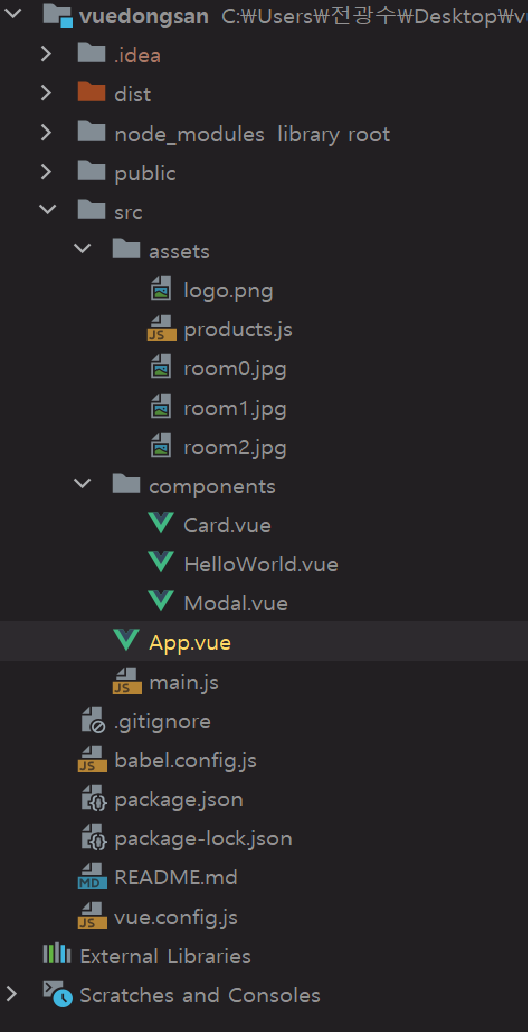 vuedongsan C:₩Users₩전광수₩Desktop₩vu
.idea
dist
node_modules library root
public
src
assets
logo.png
JS products.js
room0.jpg
room1.jpg
room2.jpg
components
Card.vue
HelloWorld.vue
Modal.vue
App.vue
JS main.js
.gitignore
JS babel.config.js
package.json
package-lock.json
MD README.md
JS vue.config.js
External Libraries
Scratches and Consoles